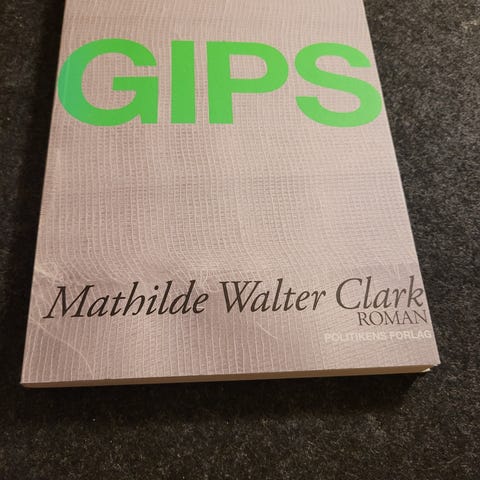 GIPS
Mathilde Walter Clark
ROMAN
POLITIKENS FORLAG